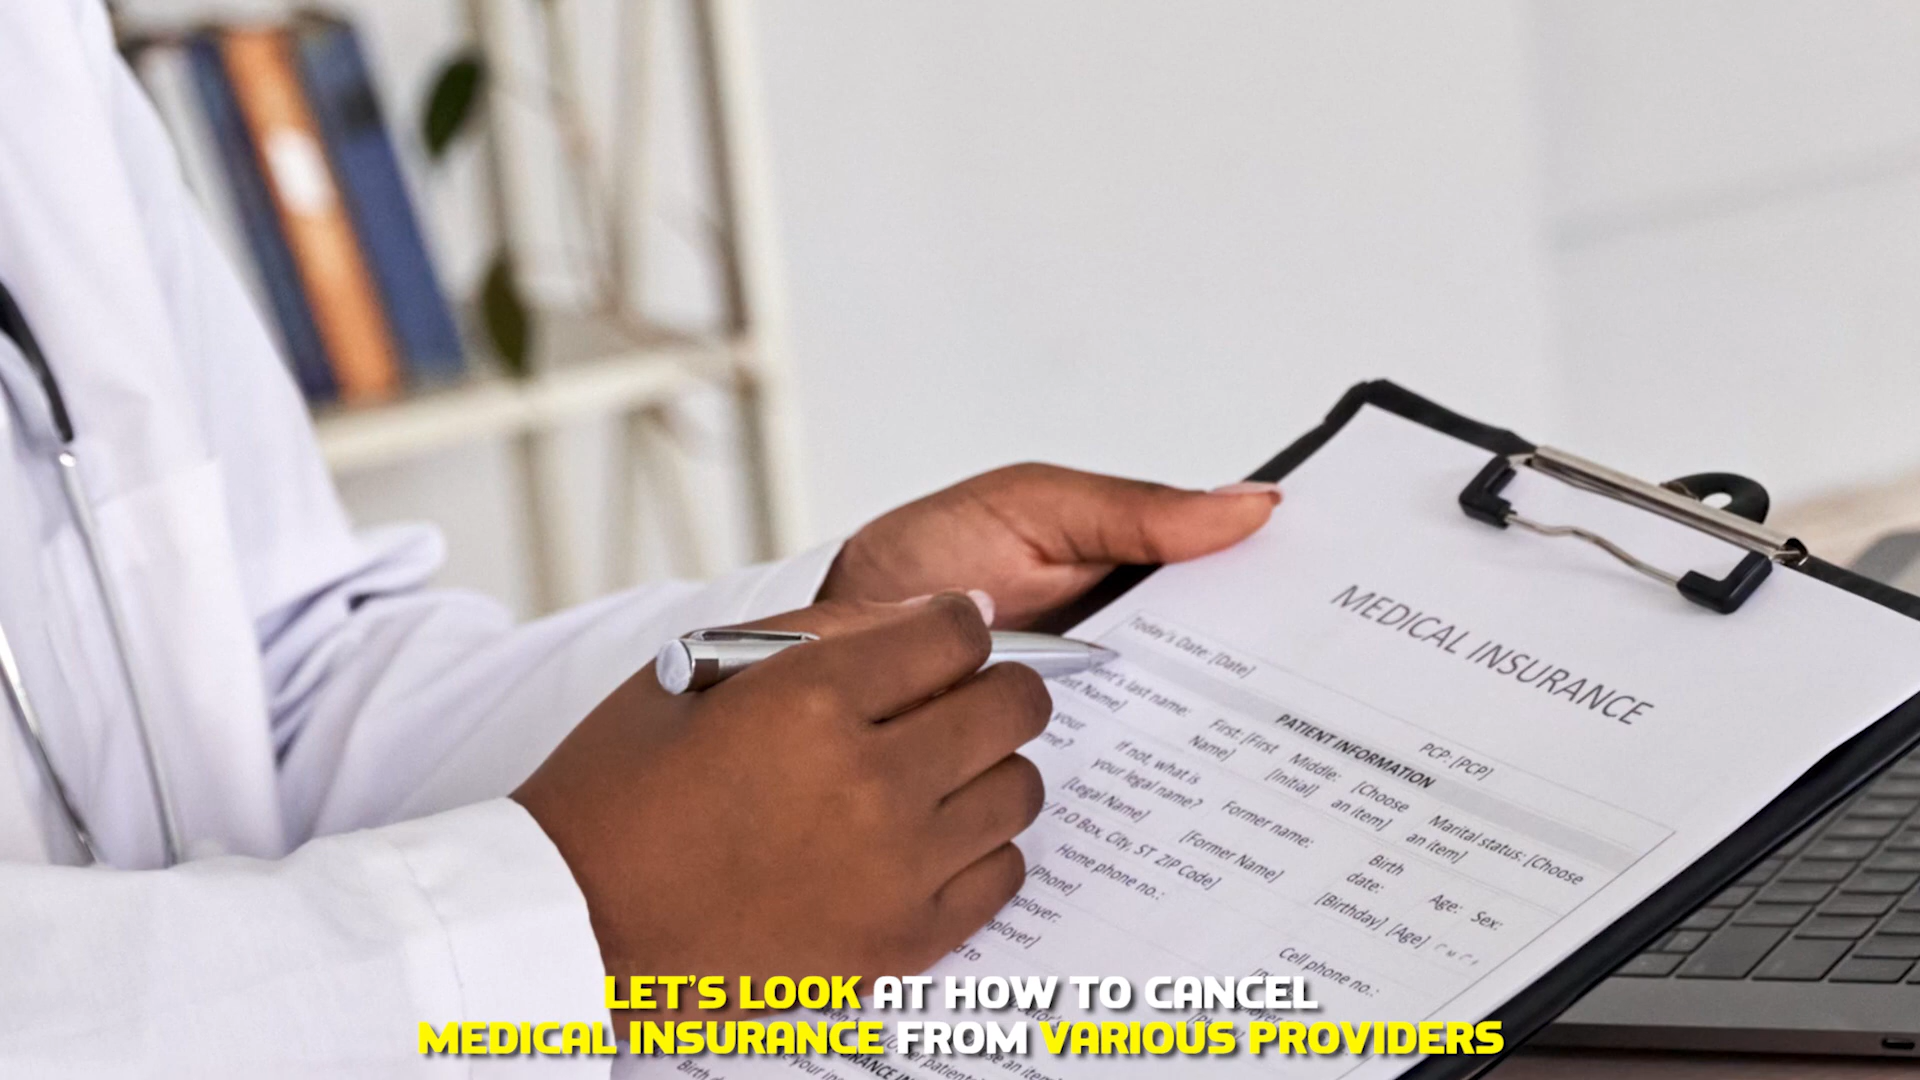 MEDICAL INSURANCE
Today's Date: [Date]
PCP: [PCP]
PATIENT INFORMATION
last name:
First: [First
Name]
Middle:
[Initial]
[Choose
an item]
Marital status: [Choose
an item]
your
If not, what is
your legal name?
[Legal Name]
Former name:
[Former Name]
Birth
date:
[Birthday]
Age:
[Age]
Sex:
P.O Box, City, ST ZIP Code]
Home phone no.:
[Phone]
Cell phone no.:
LET'S LOOK AT HOW TO CANCEL
MEDICAL INSURANCE FROM VARIOUS PROVIDERS